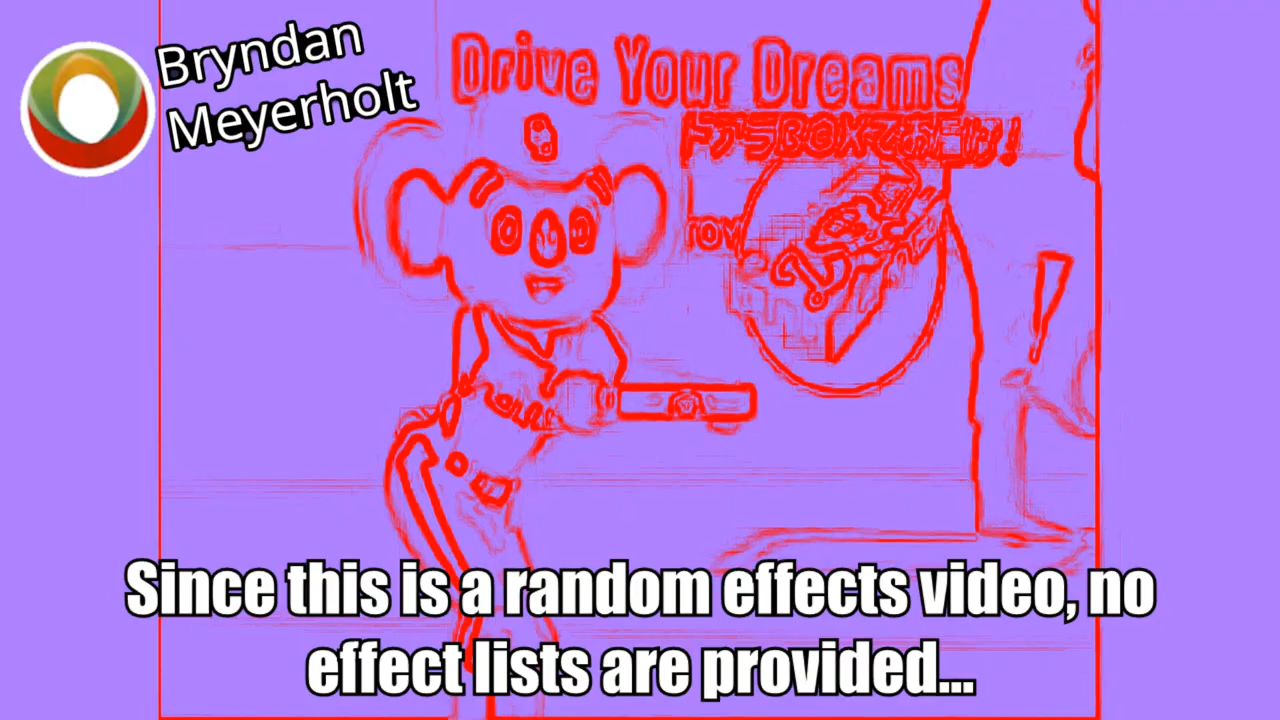 Bryndan
Meyerholt
Drive Your Dreams
Since this is a random effects video, no
effect lists are provided...